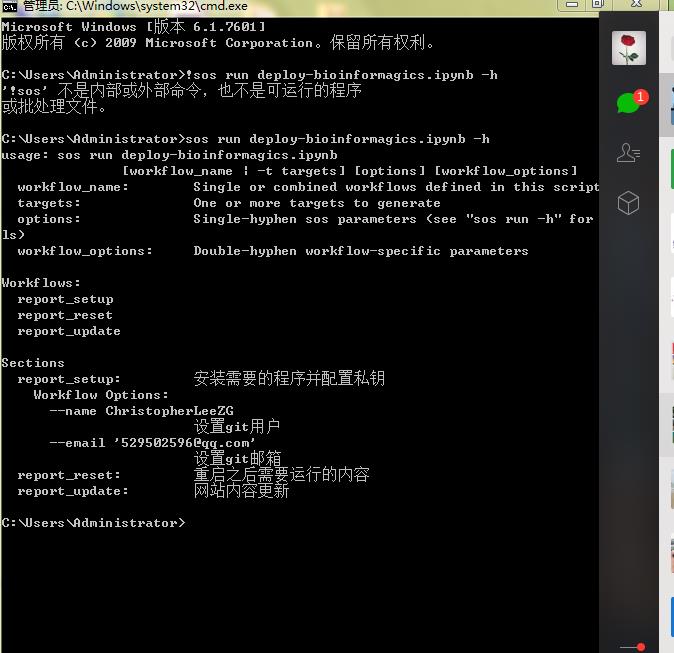 管理员: C:\Windows\system32\cmd.exe
Microsoft Windows [版本 6.1.7601]
版权所有 (c) 2009 Microsoft Corporation。保留所有权利。
C:\Users\Administrator>!sos run deploy-bioinformagics.ipynb -h
'!sos' 不是内部或外部命令，也不是可运行的程序
或批处理文件。
C:\Users\Administrator>sos run deploy-bioinformagics.ipynb -h
usage: sos run deploy-bioinformagics.ipynb
[workflow_name | -t targets] [options] [workflow_options]
workflow_name: Single or combined workflows defined in this script
targets: One or more targets to generate
options: Single-hyphen sos parameters (see "sos run -h" for
ls)
workflow_options: Double-hyphen workflow-specific parameters
Workflows:
report_setup
report_reset
report_update
Sections
report_setup: 安装需要的程序并配置私钥
Workflow Options:
--name ChristopherLeeZG
设置git用户
--email '529502596@qq.com'
设置git邮箱
report_reset: 重启之后需要运行的内容
report_update: 网站内容更新
C:\Users\Administrator>
1